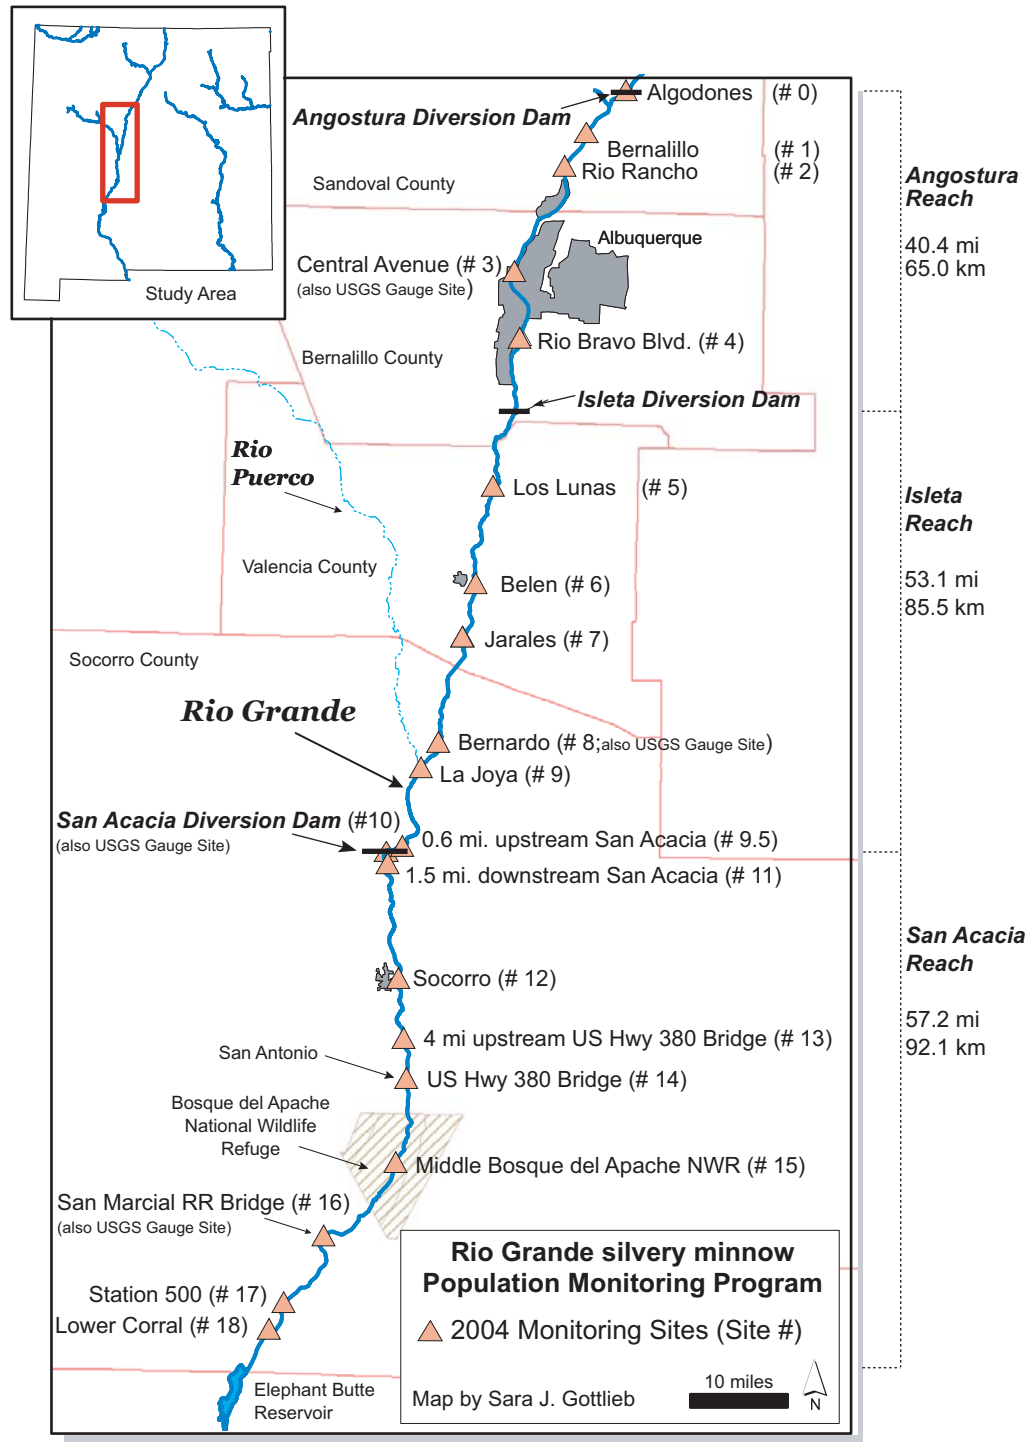 Study Area
Angostura Diversion Dam
Algodones (# 0)
Bernalillo (# 1)
Rio Rancho (# 2)
Sandoval County
Angostura
Reach
40.4 mi
65.0 km
Albuquerque
Central Avenue (# 3)
(also USGS Gauge Site)
Rio Bravo Blvd. (# 4)
Bernalillo County
Isleta Diversion Dam
Rio
Puerco
Los Lunas (# 5)
Isleta
Reach
53.1 mi
85.5 km
Valencia County
Belen (# 6)
Jarales (# 7)
Socorro County
Rio Grande
Bernardo (# 8;also USGS Gauge Site)
La Joya (# 9)
San Acacia Diversion Dam (#10)
(also USGS Gauge Site)
0.6 mi. upstream San Acacia (# 9.5)
1.5 mi. downstream San Acacia (# 11)
San Acacia
Reach
57.2 mi
92.1 km
Socorro (# 12)
4 mi upstream US Hwy 380 Bridge (# 13)
San Antonio
US Hwy 380 Bridge (# 14)
Bosque del Apache
National Wildlife
Refuge
Middle Bosque del Apache NWR (# 15)
San Marcial RR Bridge (# 16)
(also USGS Gauge Site)
Station 500 (# 17)
Lower Corral (# 18)
Elephant Butte
Reservoir
Rio Grande silvery minnow
Population Monitoring Program
2004 Monitoring Sites (Site #)
Map by Sara J. Gottlieb
10 miles
N